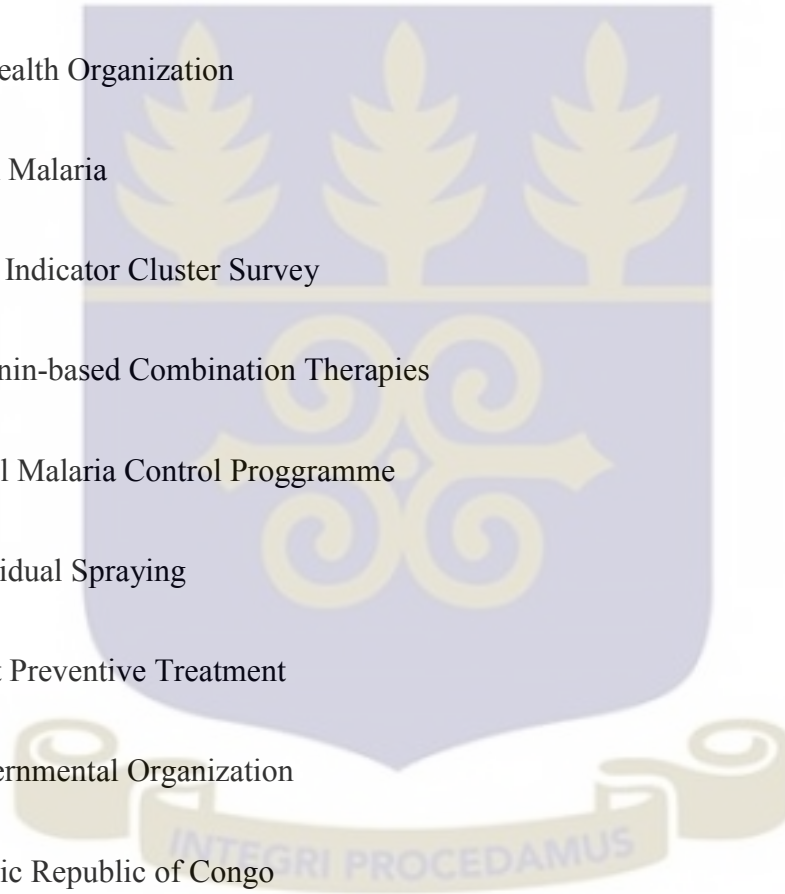 ealth Organization
Malaria
Indicator Cluster Survey
nin-based Combination Therapies
l Malaria Control Proggramme
idual Spraying
t Preventive Treatment
ernmental Organization
INTEGRI PROCEDAMUS
ic Republic of Congo